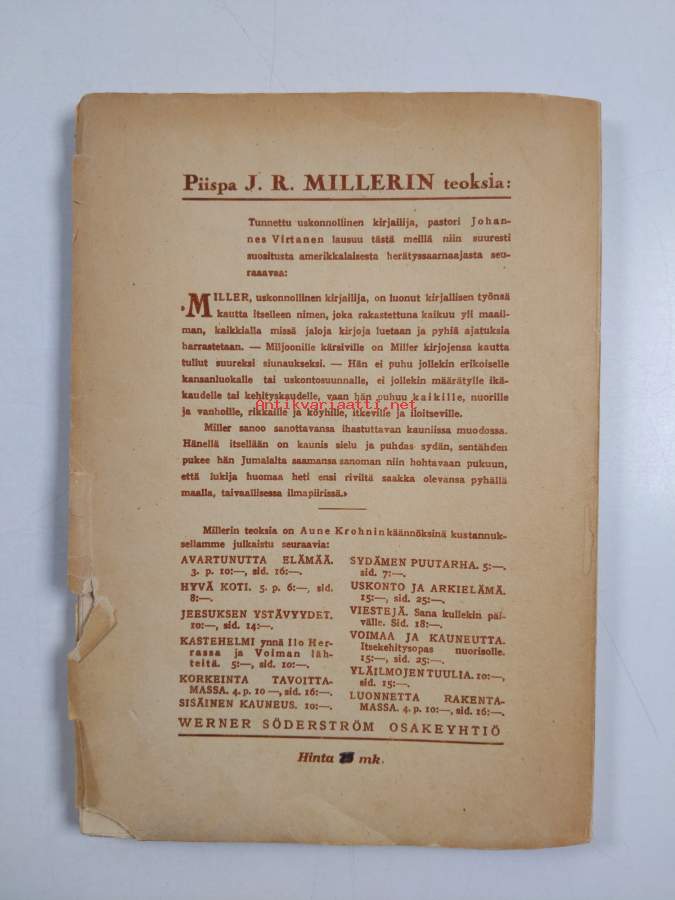 Piispa J. R. MILLERIN teoksia:
Tunnettu uskonnollinen kirjailija, pastori Johan-
nes Virtanen lausuu tästä meillä niin suuresti
suositusta amerikkalaisesta herätyssaarnaajasta seu-
raaavaa:
»MILLER, uskonnollinen kirjailija, on luonut kirjallisen työnsä
kautta itselleen nimen, joka rakastettuna kaikuu yli maail-
man, kaikkialla missä jaloja kirjoja luetaan ja pyhiä ajatuksia
harrastetaan. — Miljoonille kärsiville on Miller kirjojensa kautta
tullut suureksi siunaukseksi. — Hän ei puhu jollekin erikoiselle
kansanluokalle tai uskontosuunnalle, ei jollekin määrätylle ikä-
kaudelle tai kehityskaudelle, vaan hän puhuu kaikille, nuorille
Antikvariaatti.net
ja vanhoille, rikkaille ja köyhille, itkeville ja iloitseville.
Miller sanoo sanottavansa ihastuttavan kauniissa muodossa.
Hänellä itsellään on kaunis sielu ja puhdas sydän, sentähden
pukee hän Jumalalta saamansa sanoman niin hohtavaan pukuun,
että lukija huomaa heti ensi riviltä saakka olevansa pyhällä
maalla, taivaallisessa ilmapiirissä.»
Millerin teoksia on Aune Krohnin käännöksinä kustannuk-
sellamme julkaistu seuraavia:
AVARTUNUTTA ELÄMÄÄ.
3. p. 10:—, sid. 16:—.
HYVÄ KOTI. 5. p. 6:—, sid.
8:—.
JEESUKSEN YSTÄVYYDET.
10:—, sid. 14:—.
KASTEHELMI ynnä Ilo Her-
rassa ja Voiman läh-
teitä. 5:—, sid. 10:—.
KORKEINTA TAVOITTA-
MASSA. 4. p. 10 —, sid. 16:—.
SISÄINEN KAUNEUS. 10:—.
SYDÄMEN PUUTARHA. 5:—.
sid. 7:—.
USKONTO JA ARKIELÄMÄ.
15:—, sid. 25:—.
VIESTEJÄ. Sana kullekin päi-
välle. Sid. 18:—.
VOIMAA JA KAUNEUTTA.
Itsekehitysopas nuorisolle.
15:—, sid. 25:—.
YLÄILMOJEN TUULIA. 10:—,
sid. 15:—.
LUONNETTA RAKENTA-
MASSA. 4. p. 10:—, sid. 16:—.
WERNER SÖDERSTRÖM OSAKEYHTIÖ
Hinta mk.